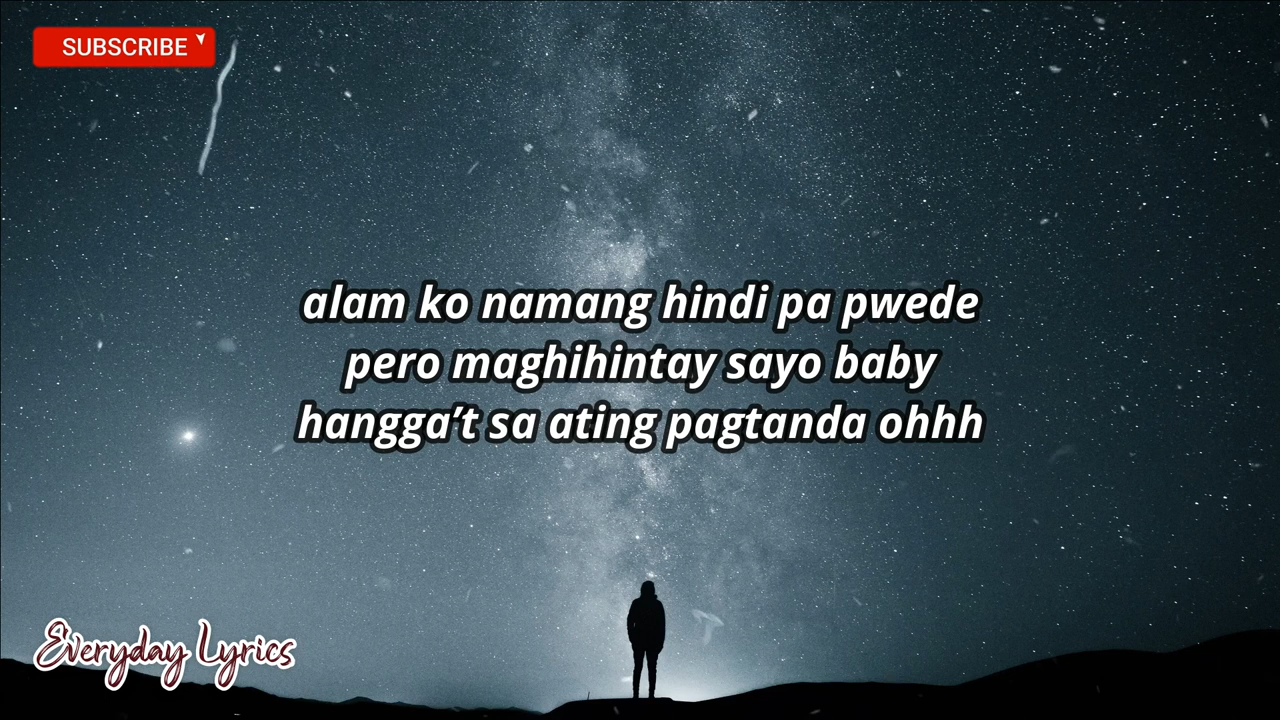 SUBSCRIBE
alam ko namang hindi pa pwede
pero maghihintay sayo baby
hangga’t sa ating pagtanda ohhh
Everyday Lyrics